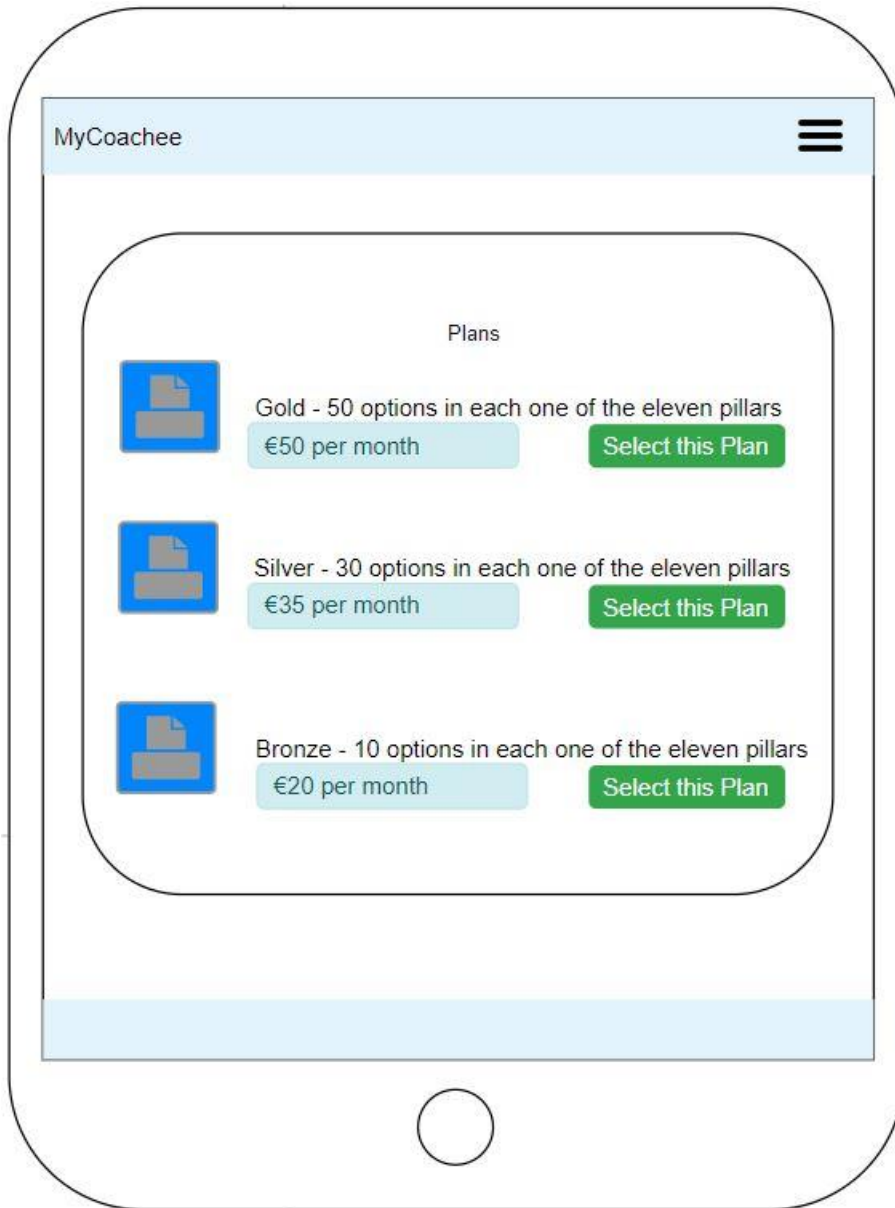 MyCoachee
Plans
Gold - 50 options in each one of the eleven pillars
€50 per month
Select this Plan
Silver - 30 options in each one of the eleven pillars
€35 per month
Select this Plan
Bronze - 10 options in each one of the eleven pillars
€20 per month
Select this Plan